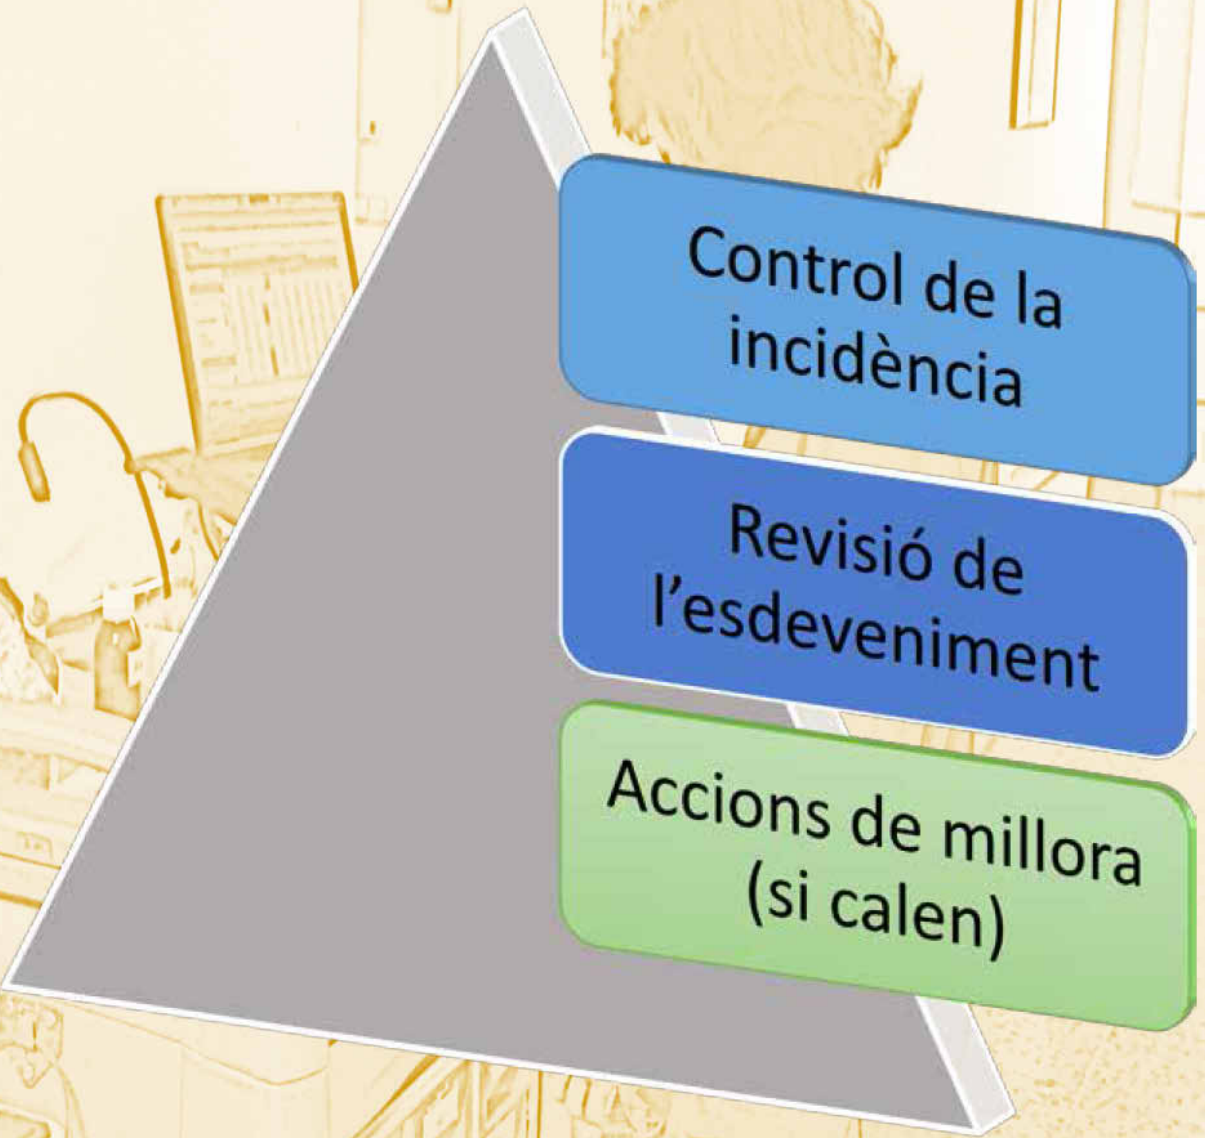 Control de la
incidència
Revisió de
l'esdeveniment
Accions de millora
(si calen)